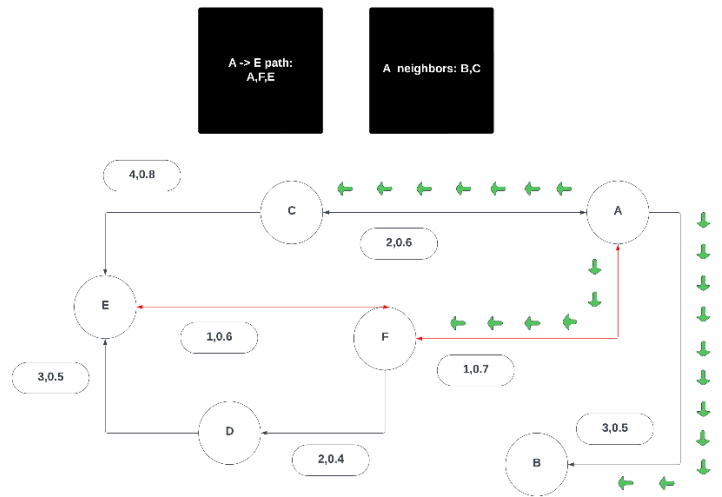 A -> E path:
A,F,E
A neighbors: B,C
4,0.8
C
A
2,0.6
E
1,0.6
F
3,0.5
1,0.7
D
3,0.5
2,0.4
B